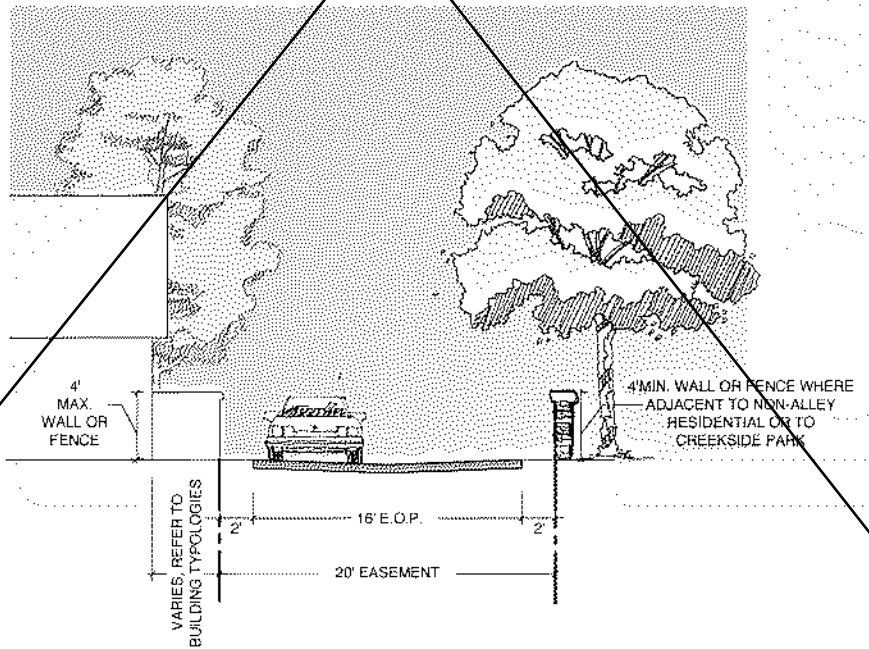 4'
MAX.
WALL OR
FENCE
4'MIN. WALL OR FENCE WHERE
ADJACENT TO NON-ALLEY
RESIDENTIAL OR TO
CREEKSIDE PARK
VARIES, REFER TO
BUILDING TYPOLOGIES
2'
16' E.O.P.
2'
20' EASEMENT